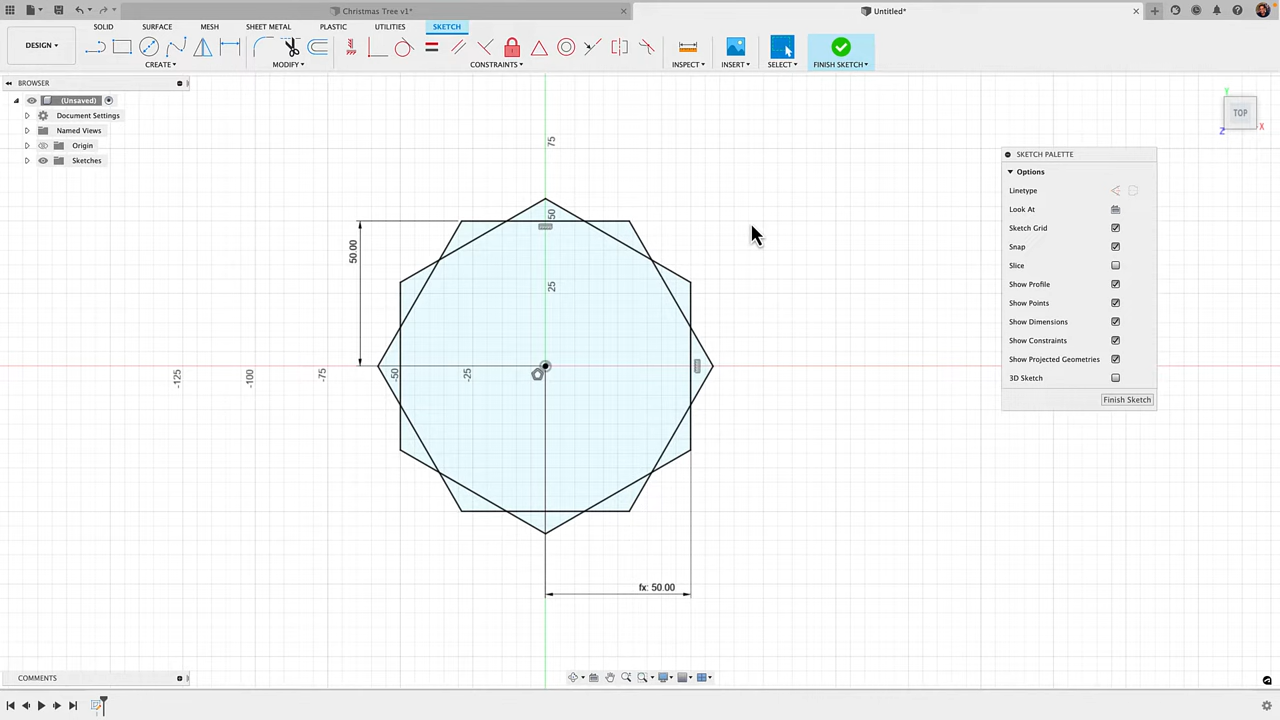 Christmas Tree v1*
Untitled*
DESIGN
SOLID
SURFACE
MESH
SHEET METAL
PLASTIC
UTILITIES
SKETCH
CREATE
MODIFY
CONSTRAINTS
INSPECT
INSERT
SELECT
FINISH SKETCH
BROWSER
(Unsaved)
Document Settings
Named Views
Origin
Sketches
TOP
Y
X
Z
SKETCH PALETTE
Options
Linetype
Look At
Sketch Grid
Snap
Slice
Show Profile
Show Points
Show Dimensions
Show Constraints
Show Projected Geometries
3D Sketch
Finish Sketch
75
50
25
-125
-100
-75
-50
-25
50.00
fx: 50.00
COMMENTS